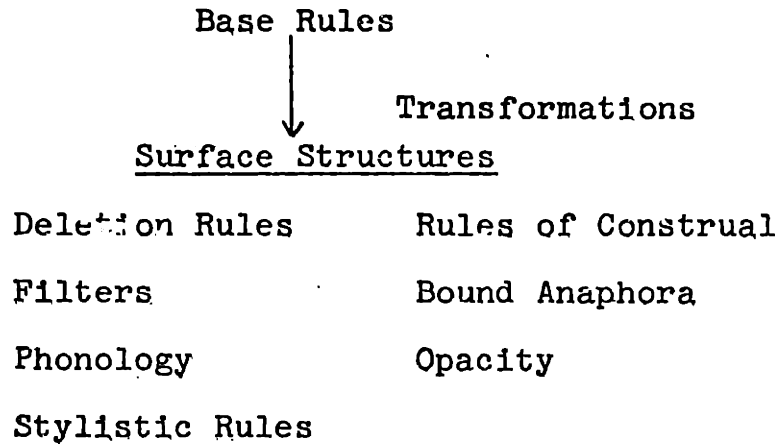 Base Rules
Transformations
Surface Structures
Deletion Rules Rules of Construal
Filters Bound Anaphora
Phonology Opacity
Stylistic Rules